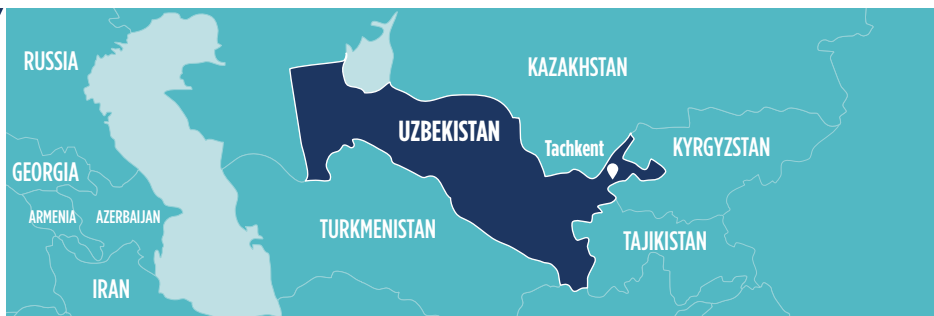 RUSSIA
KAZAKHSTAN
UZBEKISTAN
Tachkent
KYRGYZSTAN
GEORGIA
ARMENIA
AZERBAIJAN
TURKMENISTAN
TAJIKISTAN
IRAN